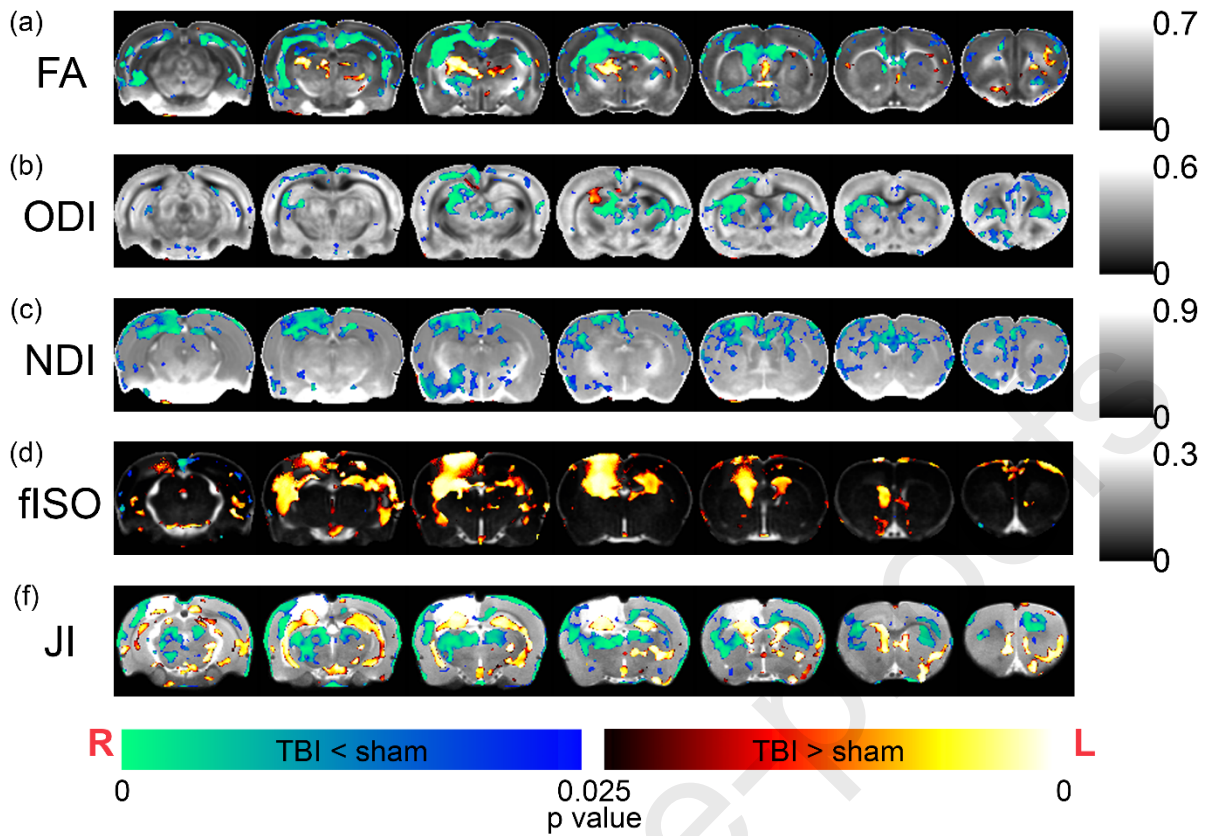 (a)
FA
0.7
0
(b)
ODI
0.6
0
(c)
NDI
0.9
0
(d)
fISO
0.3
0
(f)
JI
R
TBI < sham
TBI > sham
L
0
0.025
0
p value
e-proofs